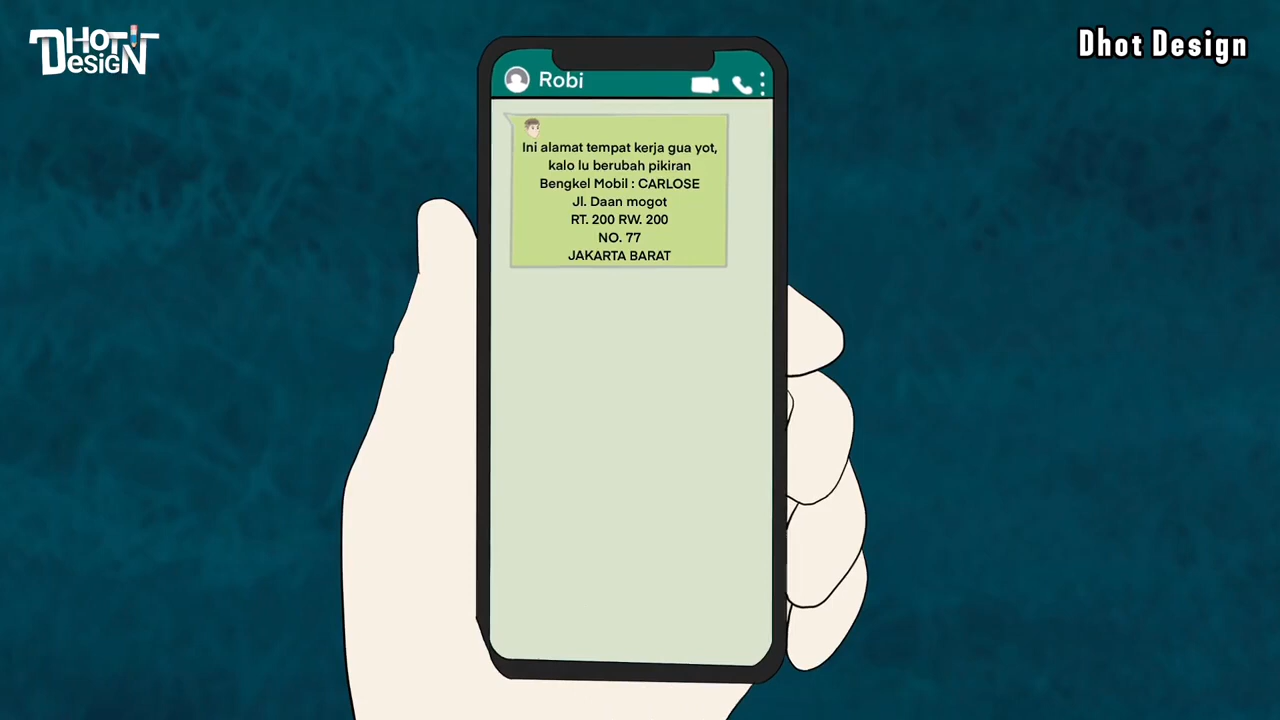 DHOT
DESIGN
Dhot Design
Robi
Ini alamat tempat kerja gua yot,
kalo lu berubah pikiran
Bengkel Mobil : CARLOSE
Jl. Daan mogot
RT. 200 RW. 200
NO. 77
JAKARTA BARAT